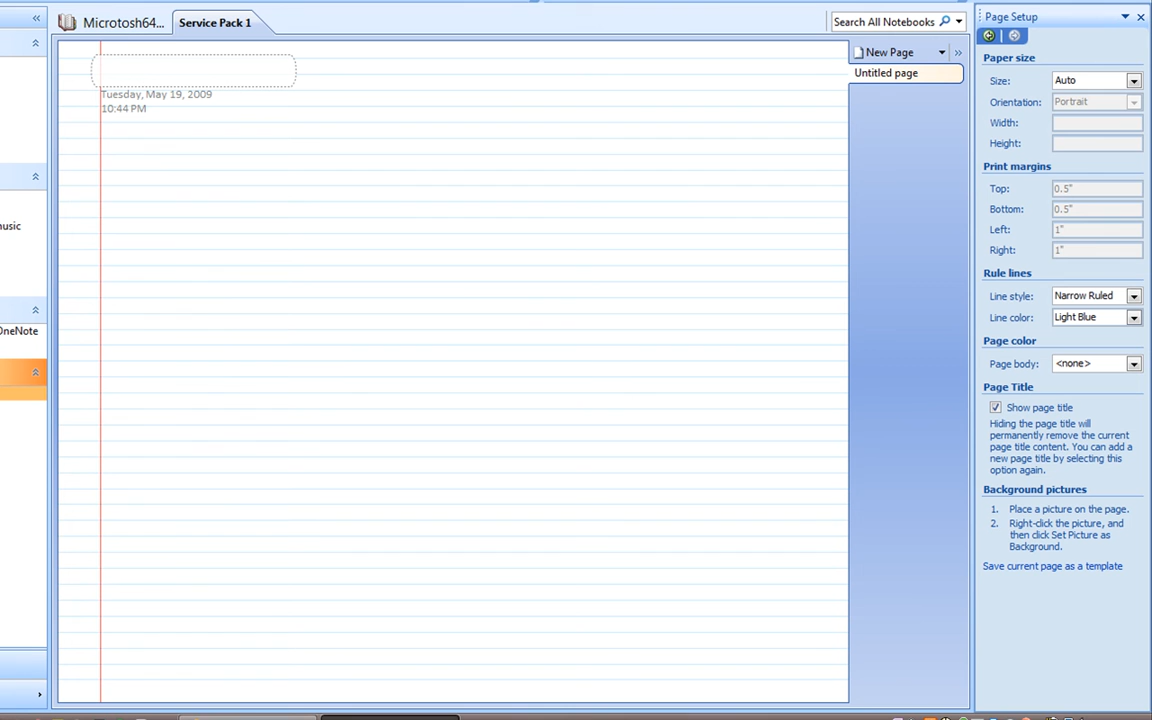 Microtosh64...
Service Pack 1
Search All Notebooks
nusic
OneNote
Tuesday, May 19, 2009
10:44 PM
New Page
Untitled page
Page Setup
Paper size
Size: Auto
Orientation: Portrait
Width:
Height:
Print margins
Top: 0.5"
Bottom: 0.5"
Left: 1"
Right: 1"
Rule lines
Line style: Narrow Ruled
Line color: Light Blue
Page color
Page body: <none>
Page Title
Show page title
Hiding the page title will
permanently remove the current
page title content. You can add a
new page title by selecting this
option again.
Background pictures
1. Place a picture on the page.
2. Right-click the picture, and
then click Set Picture as
Background.
Save current page as a template